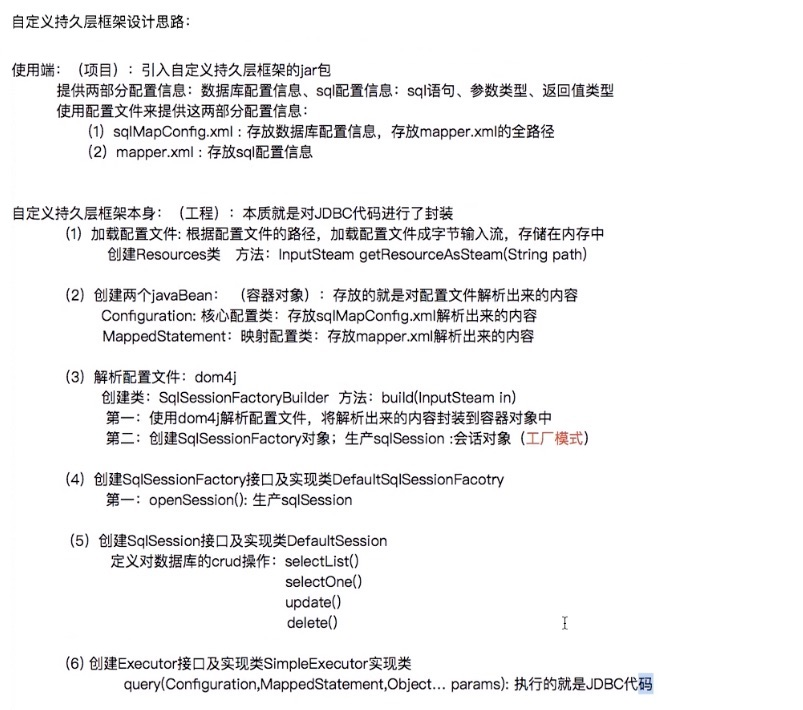 自定义持久层框架设计思路：
使用端：（项目）：引入自定义持久层框架的jar包
提供两部分配置信息：数据库配置信息、sql配置信息：sql语句、参数类型、返回值类型
使用配置文件来提供这两部分配置信息：
（1）sqlMapConfig.xml：存放数据库配置信息，存放mapper.xml的全路径
（2）mapper.xml：存放sql配置信息
自定义持久层框架本身：（工程）：本质就是对JDBC代码进行了封装
（1）加载配置文件: 根据配置文件的路径，加载配置文件成字节输入流，存储在内存中
创建Resources类 方法：InputSteam getResourceAsSteam(String path)
（2）创建两个javaBean：（容器对象）：存放的就是对配置文件解析出来的内容
Configuration: 核心配置类：存放sqlMapConfig.xml解析出来的内容
MappedStatement：映射配置类：存放mapper.xml解析出来的内容
（3）解析配置文件：dom4j
创建类：SqlSessionFactoryBuilder 方法：build(InputSteam in)
第一：使用dom4j解析配置文件，将解析出来的内容封装到容器对象中
第二：创建SqlSessionFactory对象；生产sqlSession :会话对象（工厂模式）
（4）创建SqlSessionFactory接口及实现类DefaultSqlSessionFacotry
第一：openSession(): 生产sqlSession
（5）创建SqlSession接口及实现类DefaultSession
定义对数据库的crud操作：selectList()
selectOne()
update()
delete()
（6）创建Executor接口及实现类SimpleExecutor实现类
query(Configuration,MappedStatement,Object... params): 执行的就是JDBC代码